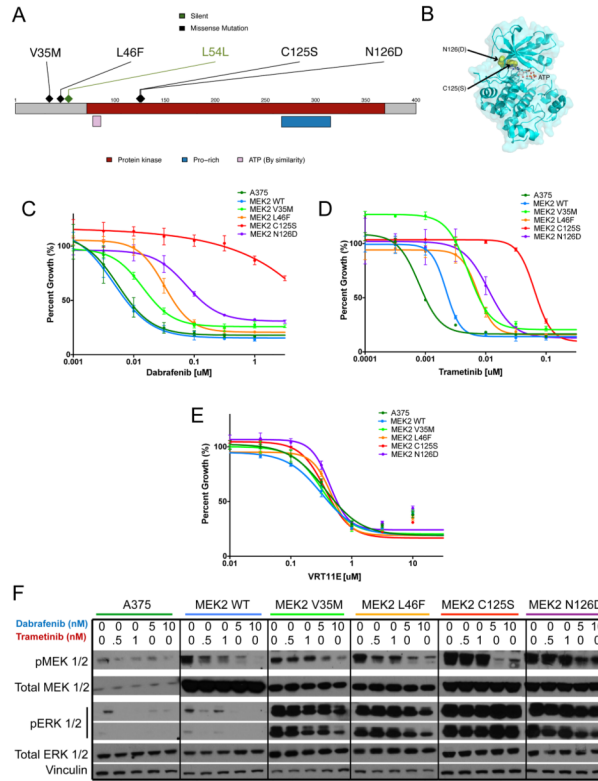 A
Silent
Missense Mutation
V35M L46F L54L C125S N126D
0 100 200 300 400
Protein kinase Pro-rich ATP (By similarity)
B
N126(D)
C125(S)
ATP
C
A375
MEK2 WT
MEK2 V35M
MEK2 L46F
MEK2 C125S
MEK2 N126D
Percent Growth (%)
100
50
0
0.001 0.01 0.1 1
Dabrafenib [uM]
D
A375
MEK2 WT
MEK2 V35M
MEK2 L46F
MEK2 C125S
MEK2 N126D
Percent Growth (%)
100
50
0
0.0001 0.001 0.01 0.1
Trametinib [uM]
E
A375
MEK2 WT
MEK2 V35M
MEK2 L46F
MEK2 C125S
MEK2 N126D
Percent Growth (%)
100
50
0
0.01 0.1 1 10
VRT11E [uM]
F
A375 MEK2 WT MEK2 V35M MEK2 L46F MEK2 C125S MEK2 N126D
Dabrafenib (nM) 0 0 0 5 10 0 0 0 5 10 0 0 0 5 10 0 0 0 5 10 0 0 0 5 10 0 0 0 5 10
Trametinib (nM) 0 .5 1 0 0 0 .5 1 0 0 0 .5 1 0 0 0 .5 1 0 0 0 .5 1 0 0 0 .5 1 0 0
pMEK 1/2
Total MEK 1/2
pERK 1/2
Total ERK 1/2
Vinculin